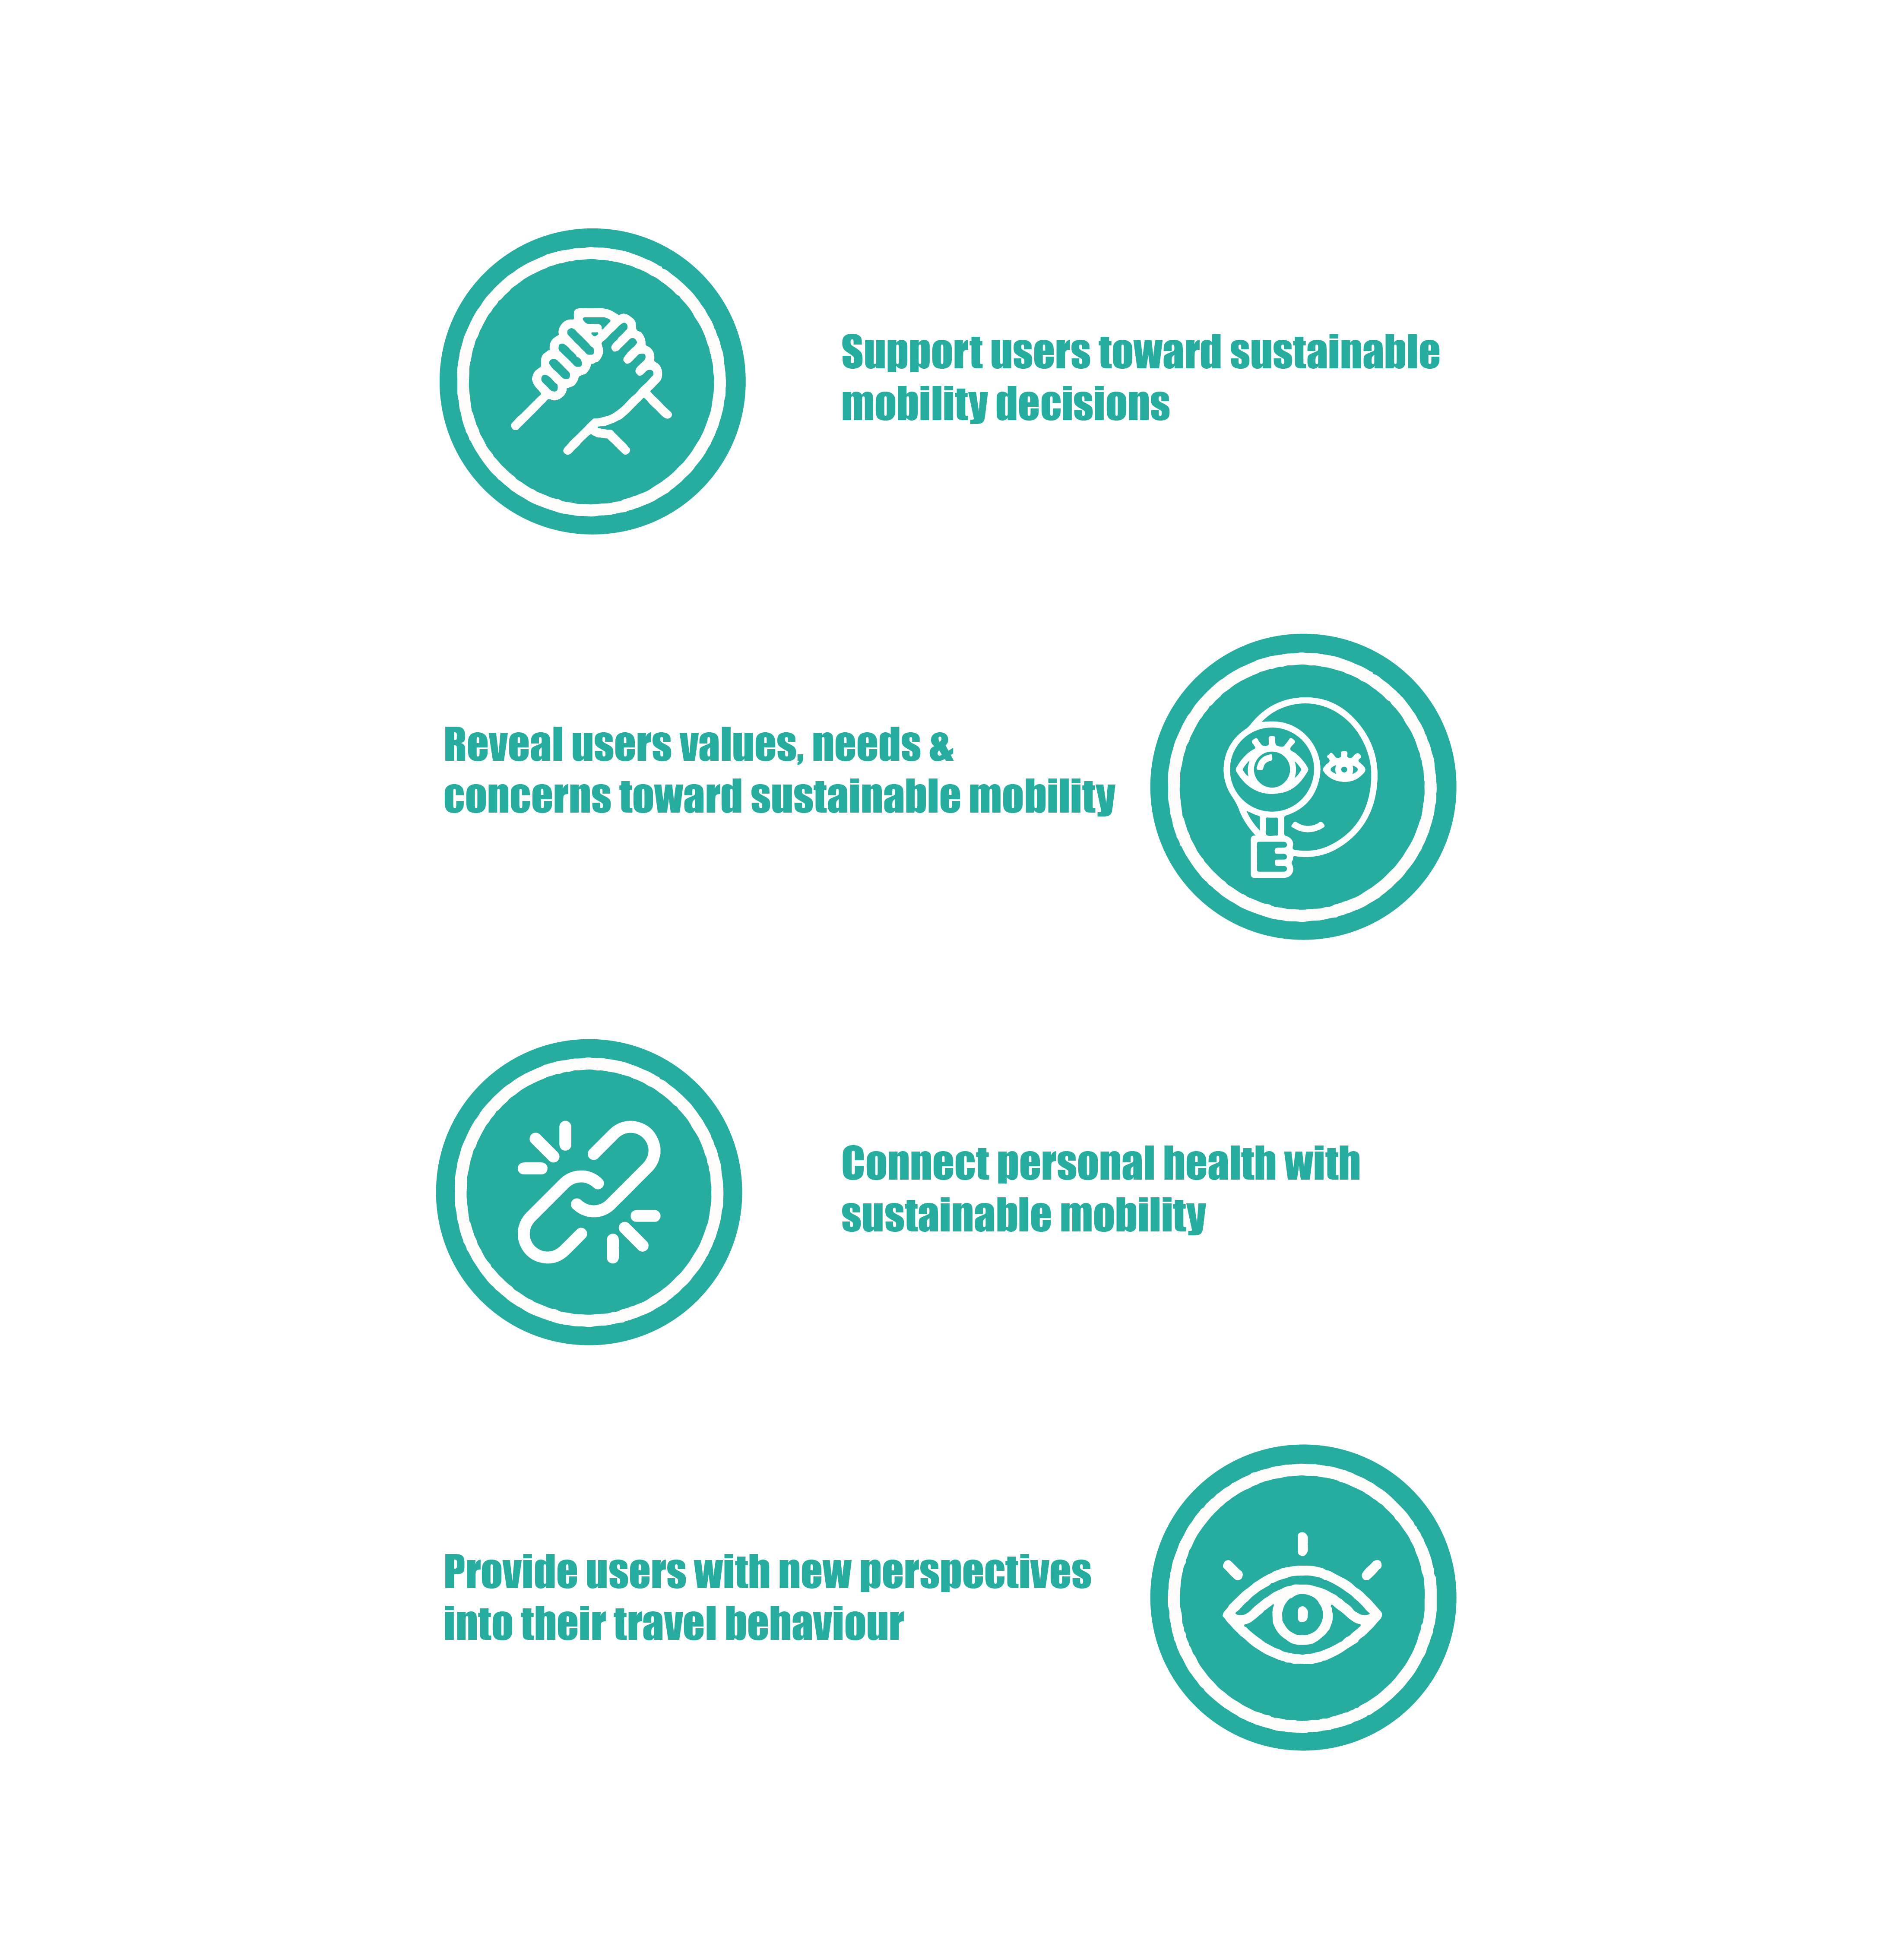 Support users toward sustainable
mobility decisions
Reveal users values, needs &
concerns toward sustainable mobility
Connect personal health with
sustainable mobility
Provide users with new perspectives
into their travel behaviour